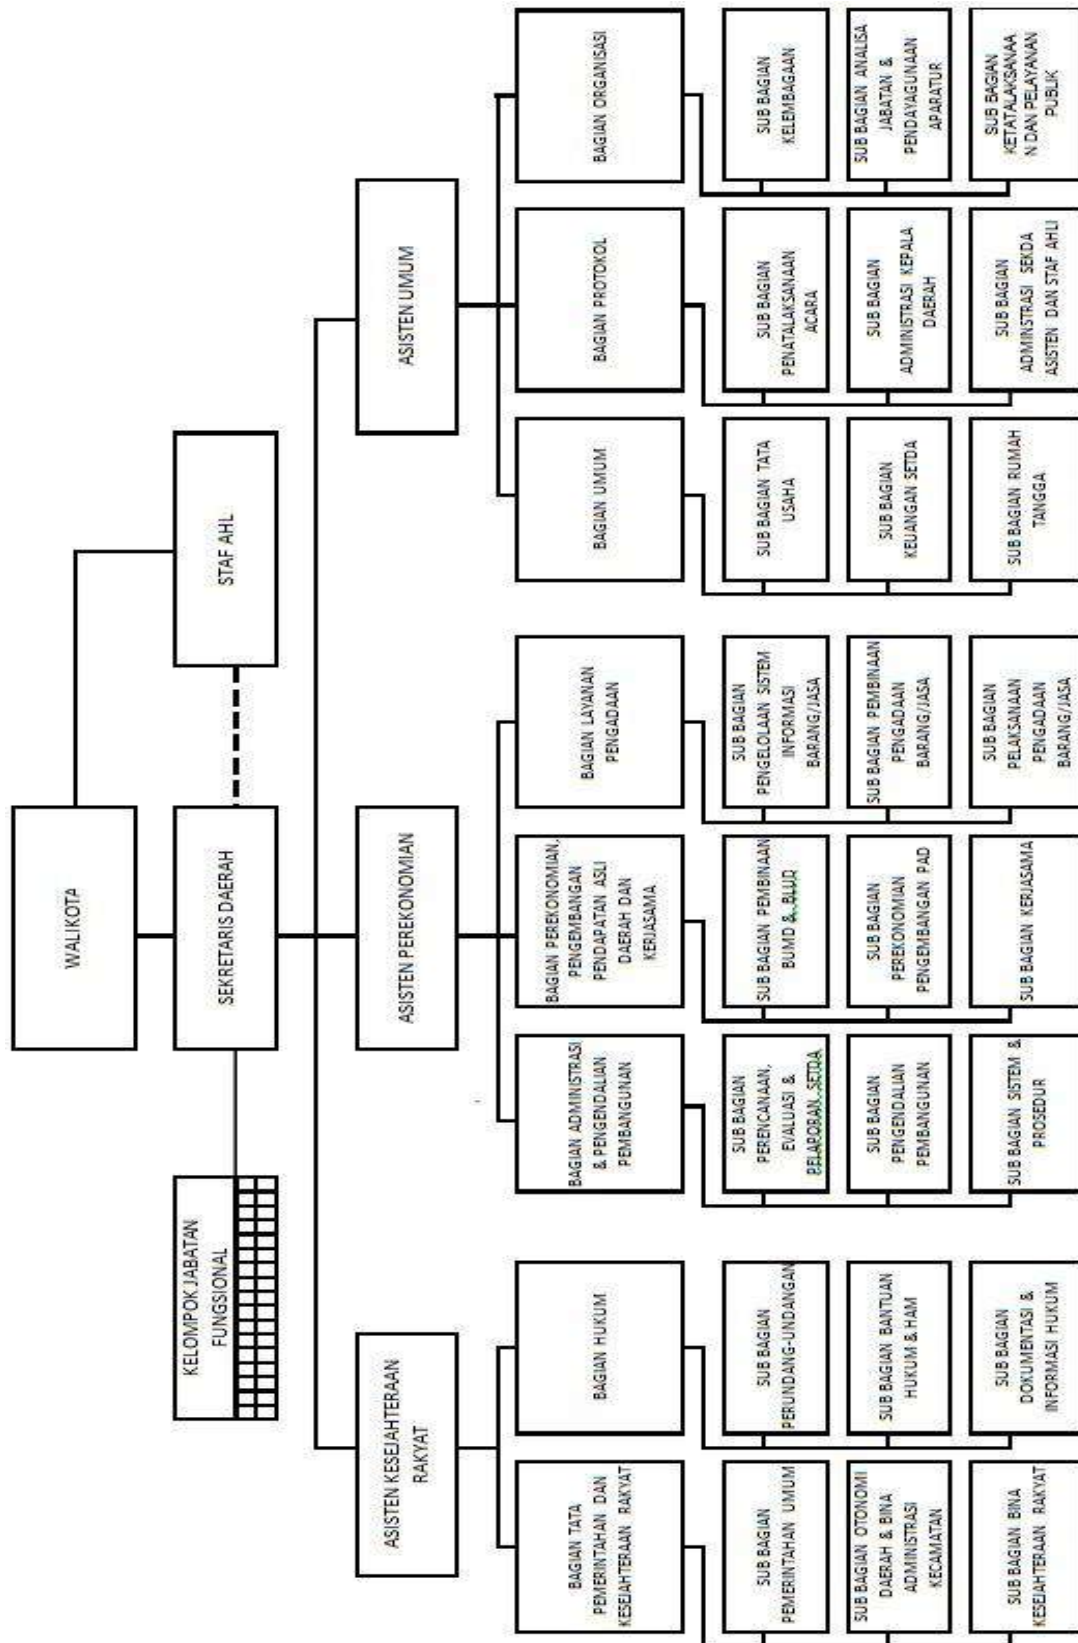 WALIKOTA
SEKRETARIS DAERAH
STAF AHL
KELOMPOK JABATAN
FUNGSIONAL
ASISTEN KESEJAHTERAAN
RAKYAT
ASISTEN PEREKONOMIAN
ASISTEN UMUM
BAGIAN TATA
PEMERINTAHAN DAN
KESEJAHTERAAN RAKYAT
BAGIAN HUKUM
BAGIAN ADMINISTRASI
& PENGENDALIAN
PEMBANGUNAN
BAGIAN PEREKONOMIAN,
PENGEMBANGAN
PENDAPATAN ASLI
DAERAH DAN
KERJASAMA
BAGIAN LAYANAN
PENGADAAN
BAGIAN UMUM
BAGIAN PROTOKOL
BAGIAN ORGANISASI
SUB BAGIAN
PEMERINTAHAN UMUM
SUB BAGIAN
PERUNDANG-UNDANGAN
SUB BAGIAN
PERENCANAAN,
EVALUASI &
PELAPORAN SETDA
SUB BAGIAN PEMBINAAN
BUMD & BLUD
SUB BAGIAN
PENGELOLAAN SISTEM
INFORMASI
BARANG/JASA
SUB BAGIAN TATA
USAHA
SUB BAGIAN
PENATALAKSANAAN
ACARA
SUB BAGIAN
KELEMBAGAAN
SUB BAGIAN OTONOMI
DAERAH & BINA
ADMINISTRASI
KECAMATAN
SUB BAGIAN BANTUAN
HUKUM & HAM
SUB BAGIAN
PENGENDALIAN
PEMBANGUNAN
SUB BAGIAN
PEREKONOMIAN
PENGEMBANGAN PAD
SUB BAGIAN PEMBINAAN
PENGADAAN
BARANG/JASA
SUB BAGIAN
KEUANGAN SETDA
SUB BAGIAN
ADMINISTRASI KEPALA
DAERAH
SUB BAGIAN ANALISA
JABATAN &
PENDAYAGUNAAN
APARATUR
SUB BAGIAN BINA
KESEJAHTERAAN RAKYAT
SUB BAGIAN
DOKUMENTASI &
INFORMASI HUKUM
SUB BAGIAN SISTEM &
PROSEDUR
SUB BAGIAN KERJASAMA
SUB BAGIAN
PELAKSANAAN
PENGADAAN
BARANG/JASA
SUB BAGIAN RUMAH
TANGGA
SUB BAGIAN
ADMINSTRASI SEKDA
ASISTEN DAN STAF AHLI
SUB BAGIAN
KETATALAKSANAA
N DAN PELAYANAN
PUBLIK